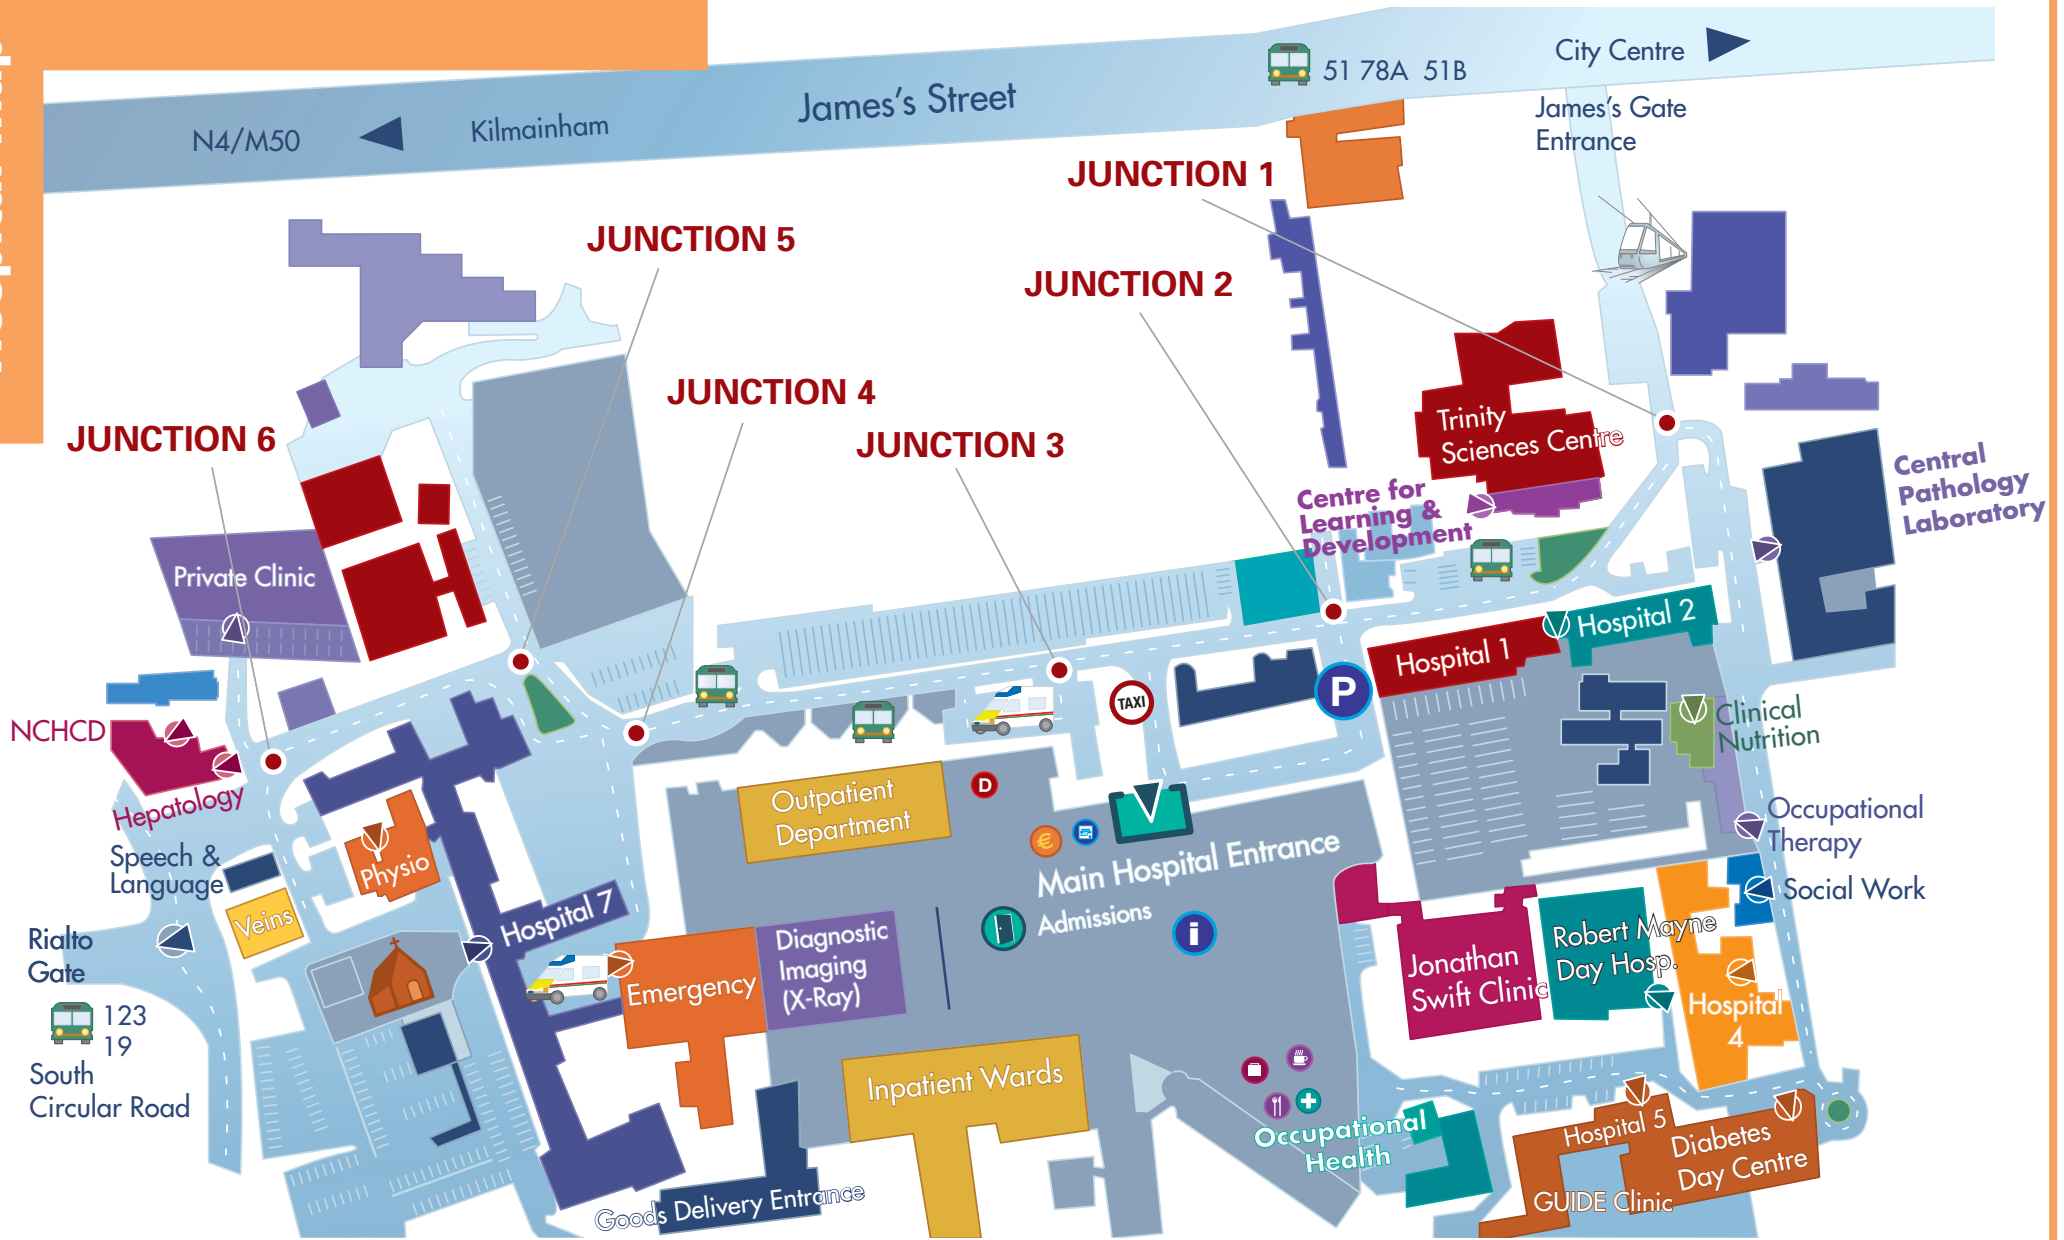 51 78A 51B
City Centre
James's Street
N4/M50
Kilmainham
James's Gate
Entrance
JUNCTION 1
JUNCTION 5
JUNCTION 2
JUNCTION 4
JUNCTION 6
JUNCTION 3
Trinity
Sciences Centre
Central
Pathology
Laboratory
Centre for
Learning &
Development
Private Clinic
Hospital 2
Hospital 1
P
TAXI
NCHCD
Clinical
Nutrition
Hepatology
Outpatient
Department
D
€
Main Hospital Entrance
Admissions
i
Occupational
Therapy
Speech &
Language
Physio
Social Work
Veins
Hospital 7
Rialto
Gate
Emergency
Diagnostic
Imaging
(X-Ray)
Jonathan
Swift Clinic
Robert Mayne
Day Hosp.
Hospital
4
123
19
South
Circular Road
Inpatient Wards
Occupational
Health
Hospital 5
Diabetes
Day Centre
GUIDE Clinic
Goods Delivery Entrance